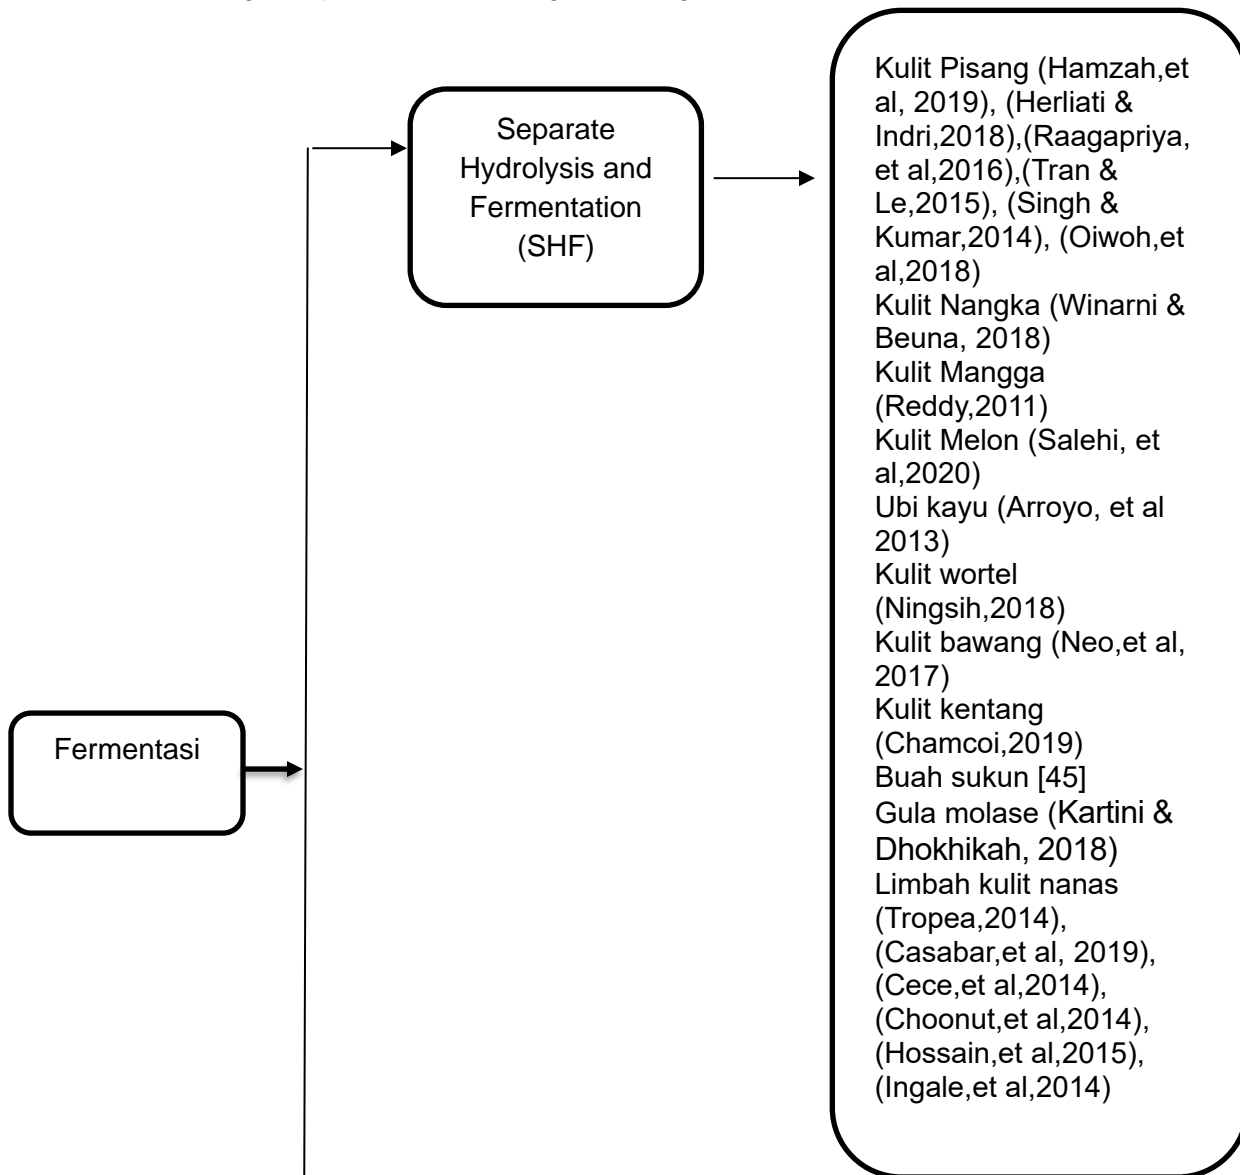 Fermentasi
Separate
Hydrolysis and
Fermentation
(SHF)
Kulit Pisang (Hamzah,et
al, 2019), (Herliati &
Indri,2018),(Raagapriya,
et al,2016),(Tran &
Le,2015), (Singh &
Kumar,2014), (Oiwoh,et
al,2018)
Kulit Nangka (Winarni &
Beuna, 2018)
Kulit Mangga
(Reddy,2011)
Kulit Melon (Salehi, et
al,2020)
Ubi kayu (Arroyo, et al
2013)
Kulit wortel
(Ningsih,2018)
Kulit bawang (Neo,et al,
2017)
Kulit kentang
(Chamcoi,2019)
Buah sukun [45]
Gula molase (Kartini &
Dhokhikah, 2018)
Limbah kulit nanas
(Tropea,2014),
(Casabar,et al, 2019),
(Cece,et al,2014),
(Choonut,et al,2014),
(Hossain,et al,2015),
(Ingale,et al,2014)